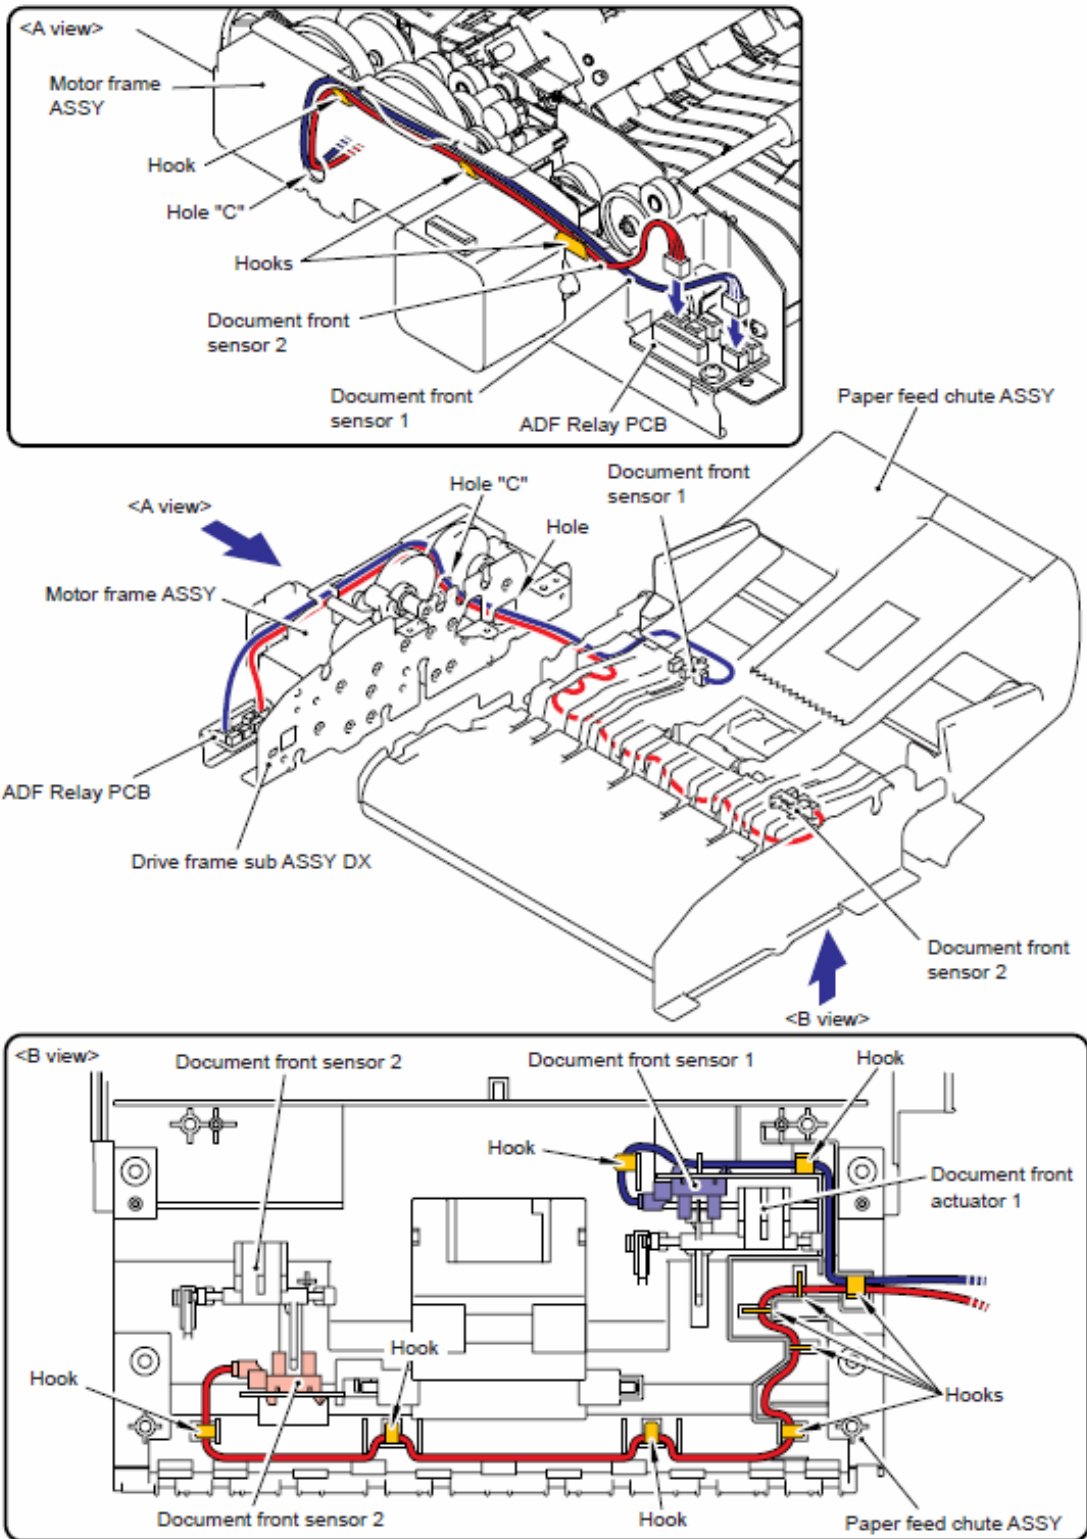 <A view>
Motor frame
ASSY
Hook
Hole "C"
Hooks
Document front
sensor 2
Document front
sensor 1
ADF Relay PCB
Paper feed chute ASSY
Document front
sensor 1
Hole "C"
<A view>
Hole
Motor frame ASSY
ADF Relay PCB
Drive frame sub ASSY DX
Document front
sensor 2
<B view>
<B view>
Document front sensor 2
Document front sensor 1
Hook
Hook
Document front
actuator 1
Hook
Hook
Hooks
Document front sensor 2
Hook
Paper feed chute ASSY